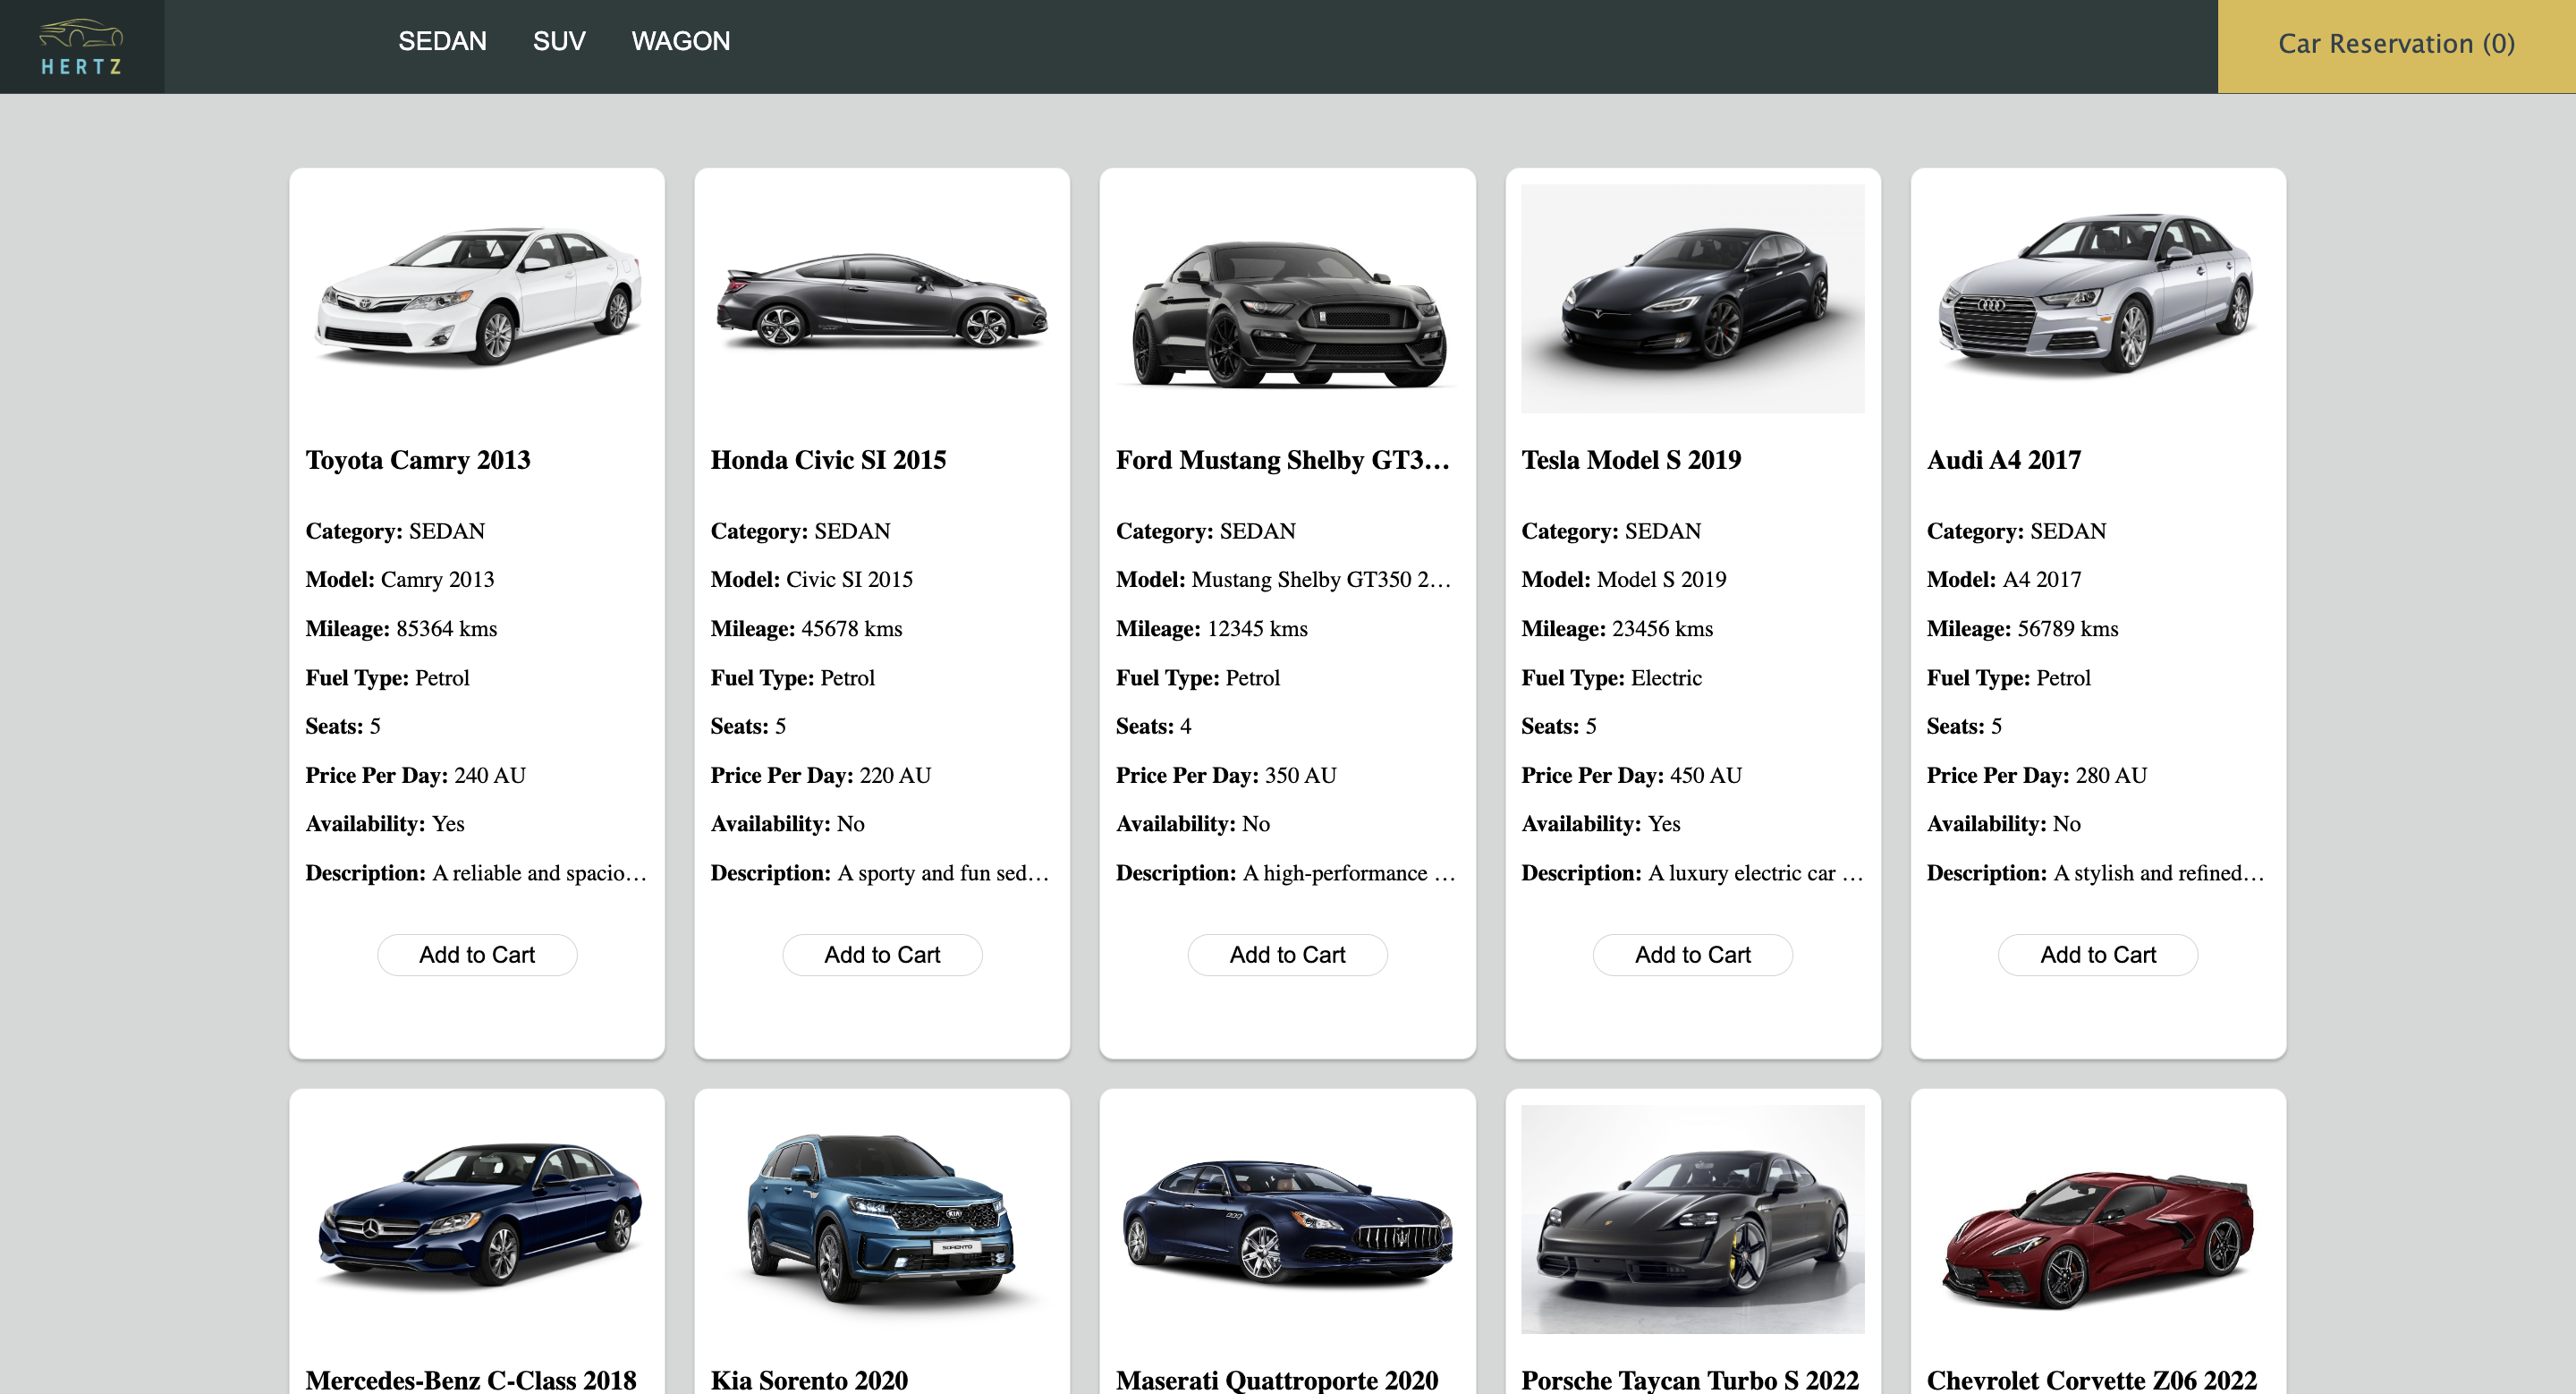 HERTZ
SEDAN SUV WAGON
Car Reservation (0)
Toyota Camry 2013
Category: SEDAN
Model: Camry 2013
Mileage: 85364 kms
Fuel Type: Petrol
Seats: 5
Price Per Day: 240 AU
Availability: Yes
Description: A reliable and spacio…
Add to Cart
Honda Civic SI 2015
Category: SEDAN
Model: Civic SI 2015
Mileage: 45678 kms
Fuel Type: Petrol
Seats: 5
Price Per Day: 220 AU
Availability: No
Description: A sporty and fun sed…
Add to Cart
Ford Mustang Shelby GT3…
Category: SEDAN
Model: Mustang Shelby GT350 2…
Mileage: 12345 kms
Fuel Type: Petrol
Seats: 4
Price Per Day: 350 AU
Availability: No
Description: A high-performance …
Add to Cart
Tesla Model S 2019
Category: SEDAN
Model: Model S 2019
Mileage: 23456 kms
Fuel Type: Electric
Seats: 5
Price Per Day: 450 AU
Availability: Yes
Description: A luxury electric car …
Add to Cart
Audi A4 2017
Category: SEDAN
Model: A4 2017
Mileage: 56789 kms
Fuel Type: Petrol
Seats: 5
Price Per Day: 280 AU
Availability: No
Description: A stylish and refined…
Add to Cart
Mercedes-Benz C-Class 2018
KIA
SORENTO
Kia Sorento 2020
Maserati Quattroporte 2020
Porsche Taycan Turbo S 2022
Chevrolet Corvette Z06 2022